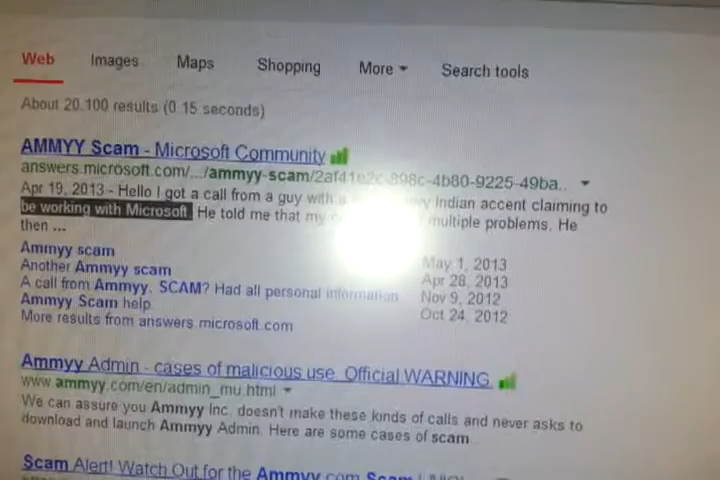 Web Images Maps Shopping More Search tools
About 20,100 results (0.15 seconds)
AMMYY Scam - Microsoft Community
answers.microsoft.com/.../ammyy-scam/2af41e2c-898c-4b80-9225-49ba..
Apr 19, 2013 - Hello I got a call from a guy with a Indian accent claiming to
be working with Microsoft. He told me that my multiple problems. He
then ...
Ammyy scam May 1, 2013
Another Ammyy scam Apr 28, 2013
A call from Ammyy. SCAM? Had all personal information Nov 9, 2012
Ammyy Scam help Oct 24, 2012
More results from answers.microsoft.com
Ammyy Admin - cases of malicious use. Official WARNING.
www.ammyy.com/en/admin_mu.html
We can assure you Ammyy Inc. doesn't make these kinds of calls and never asks to
download and launch Ammyy Admin. Here are some cases of scam
Scam Alert! Watch Out for the Ammyy.com Scam